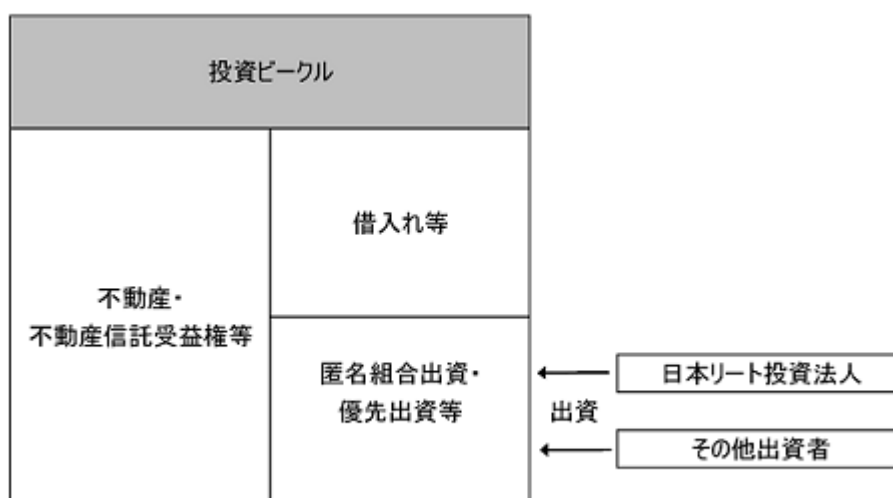 投資ビークル
不動産・
不動産信託受益権等
借入れ等
匿名組合出資・
優先出資等
出資
日本リート投資法人
その他出資者